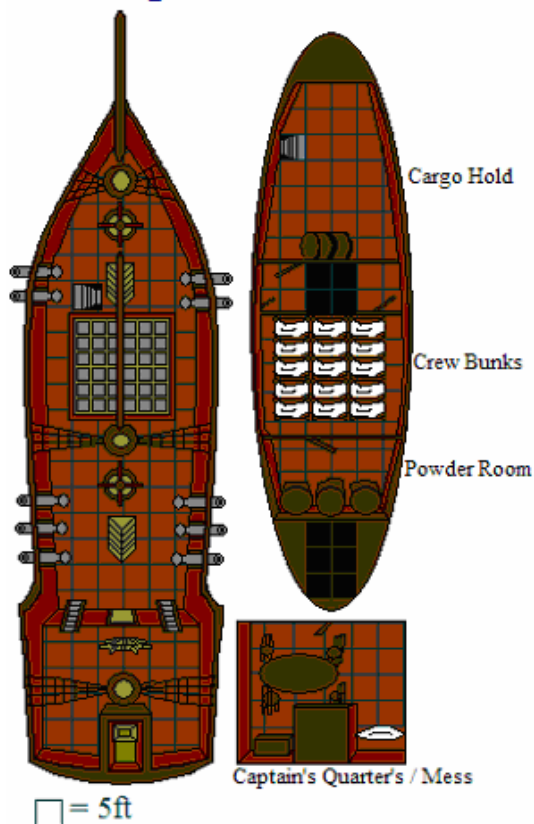 Cargo Hold
Crew Bunks
Powder Room
Captain's Quarter's / Mess
= 5ft